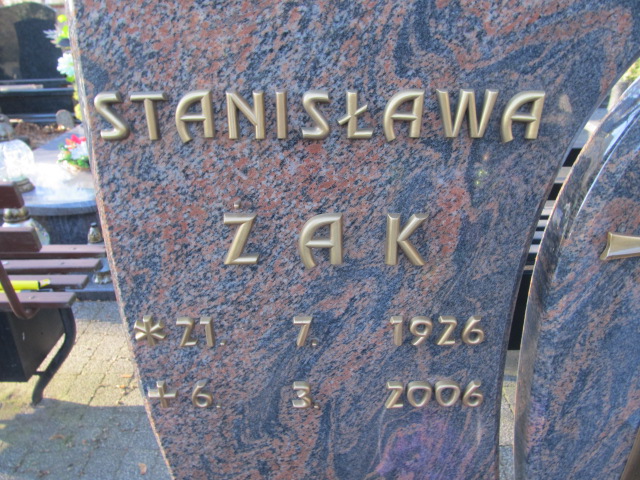 STANISŁAWA
ŻAK
* 21. 7. 1926
+ 6. 3. 2006